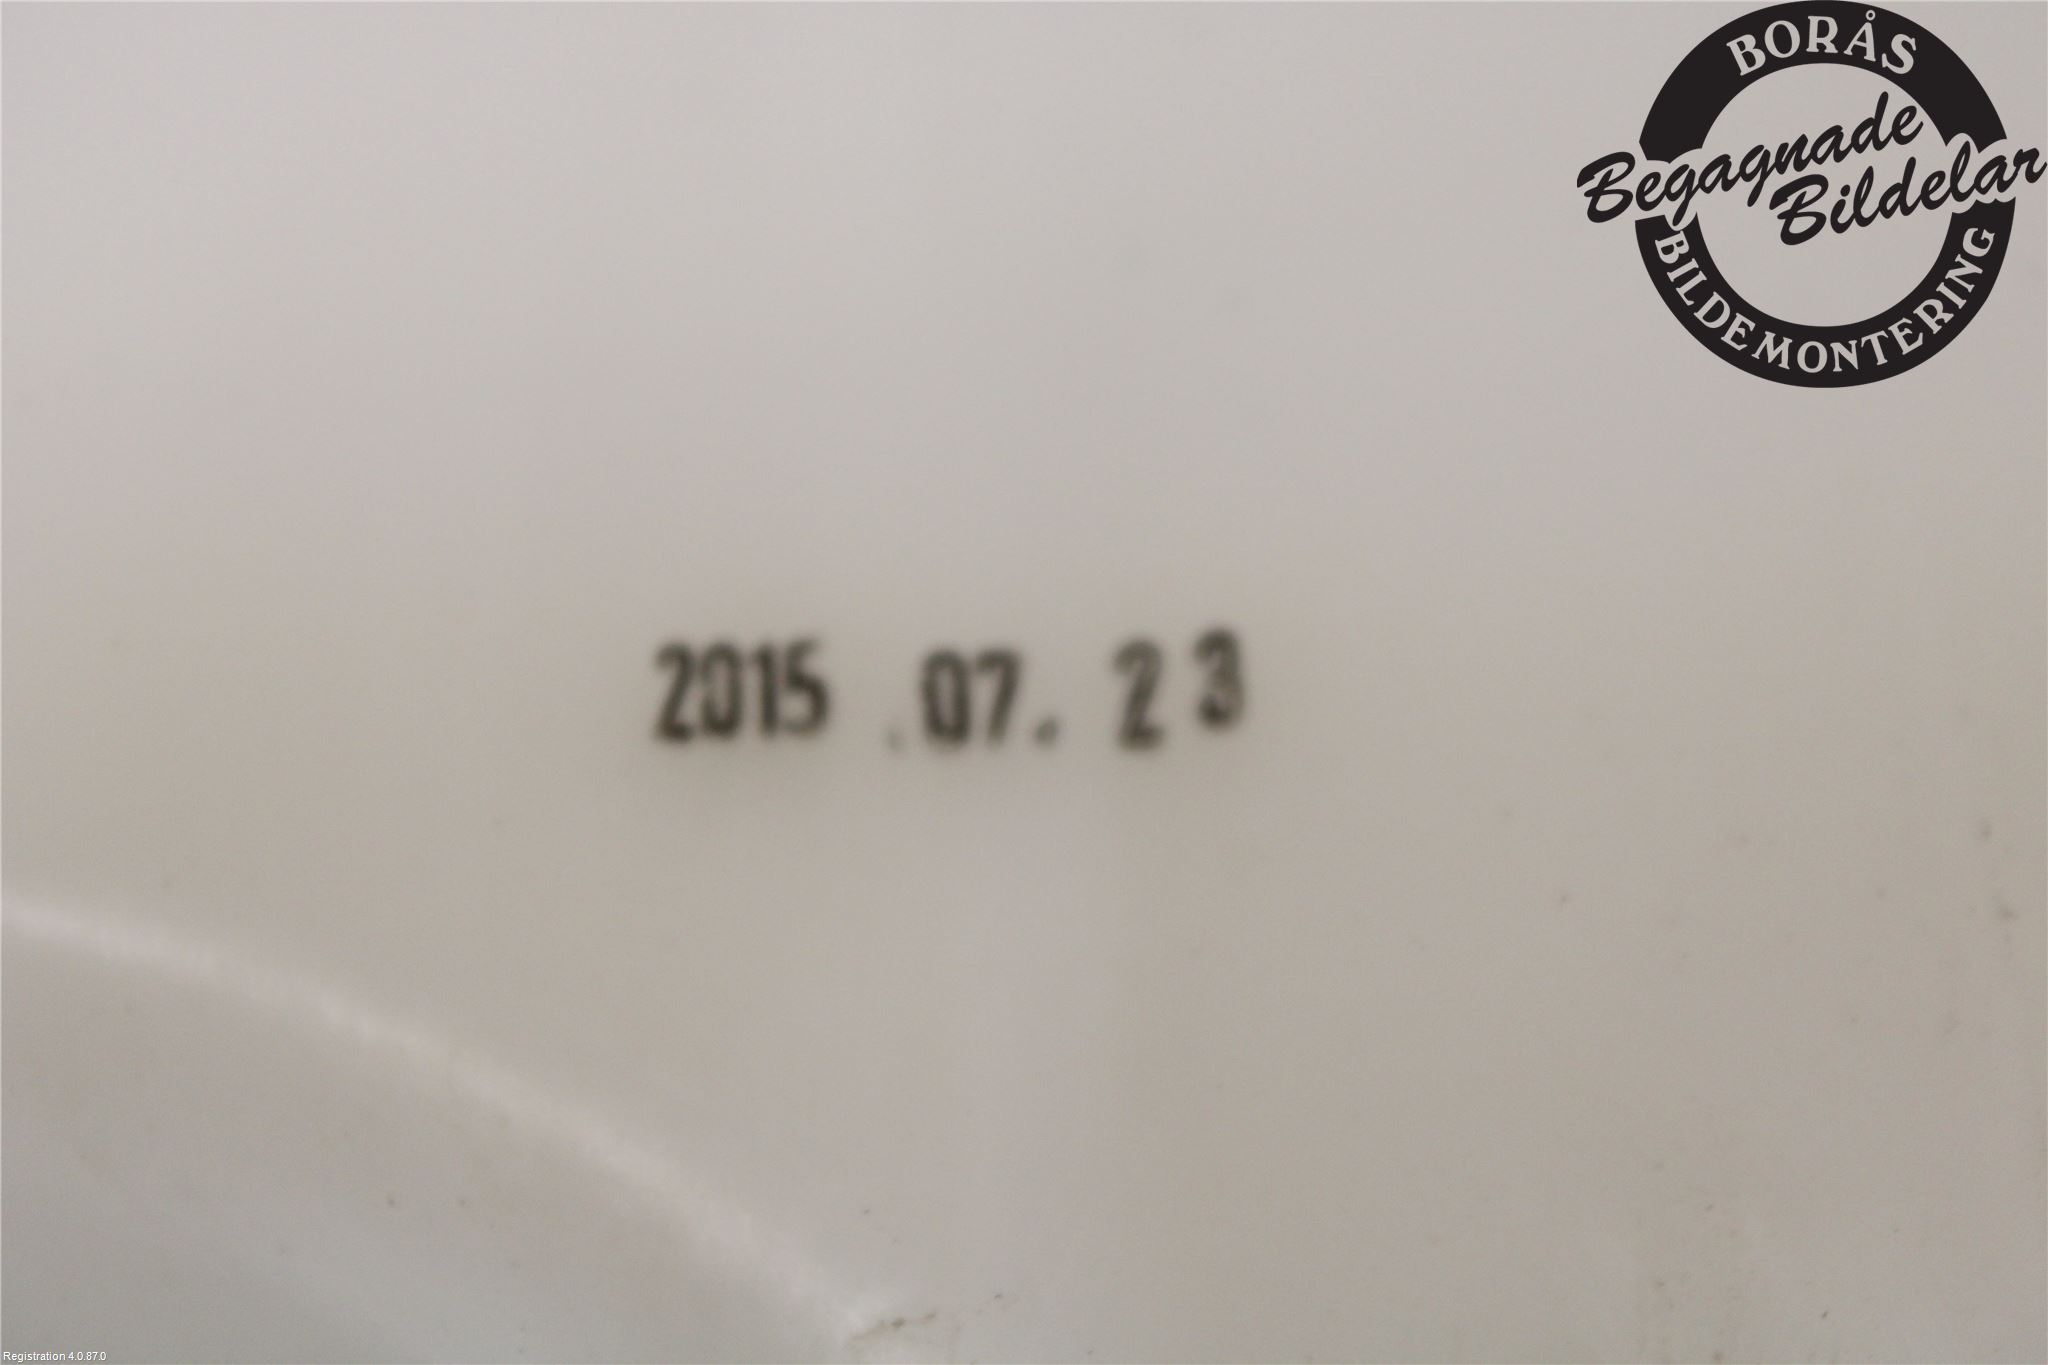 BORÅS
Begagnade
Bildelar
BILDEMONTERING
2015 .07. 23
Registration 4.0.87.0